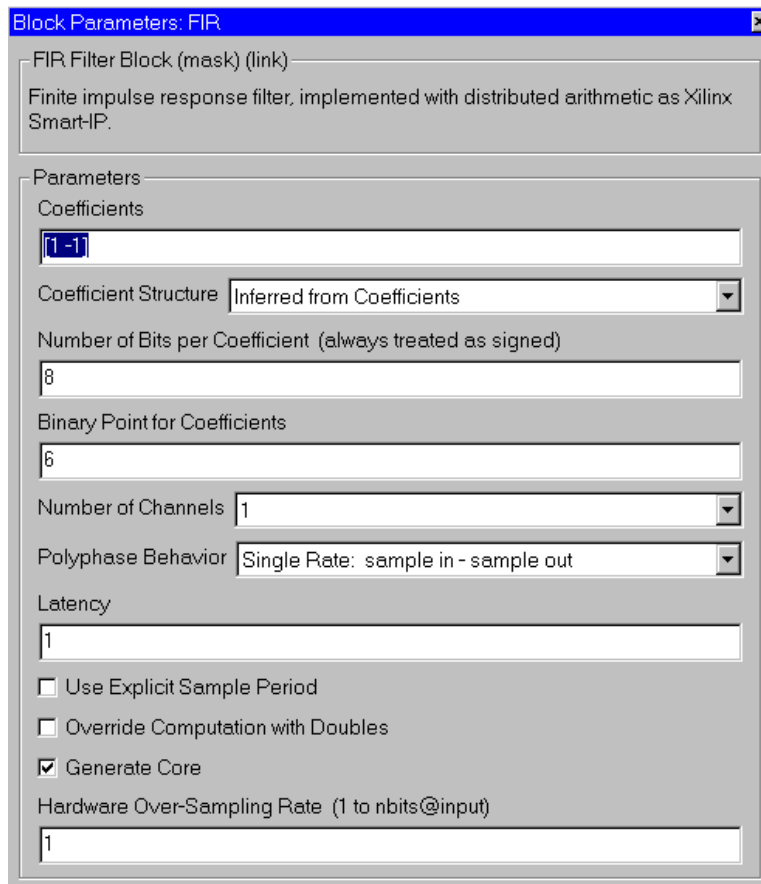 Block Parameters: FIR
FIR Filter Block (mask) (link)
Finite impulse response filter, implemented with distributed arithmetic as Xilinx
Smart-IP.
Parameters
Coefficients
[1 -1]
Coefficient Structure Inferred from Coefficients
Number of Bits per Coefficient (always treated as signed)
8
Binary Point for Coefficients
6
Number of Channels 1
Polyphase Behavior Single Rate: sample in - sample out
Latency
1
Use Explicit Sample Period
Override Computation with Doubles
Generate Core
Hardware Over-Sampling Rate (1 to nbits@input)
1